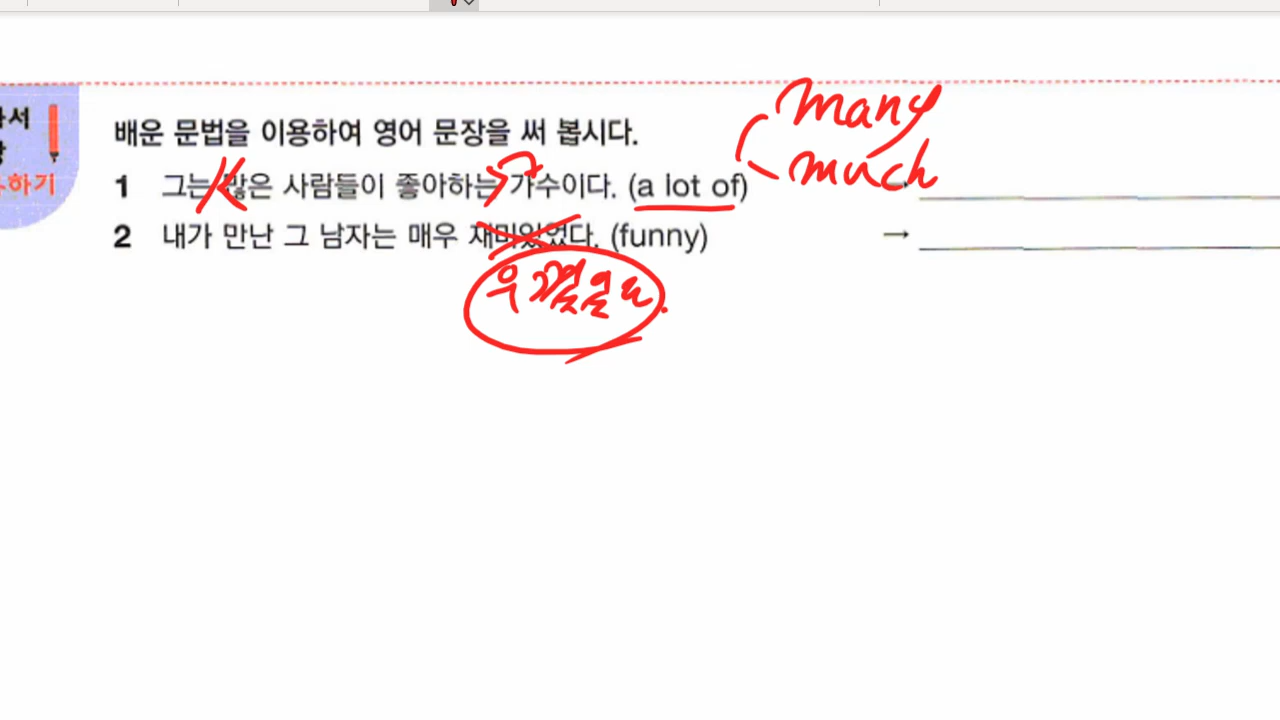 배운 문법을 이용하여 영어 문장을 써 봅시다.
하기
1 그는 많은 사람들이 좋아하는 가수이다. (a lot of) →
many
much
2 내가 만난 그 남자는 매우 재미있었다. (funny) →